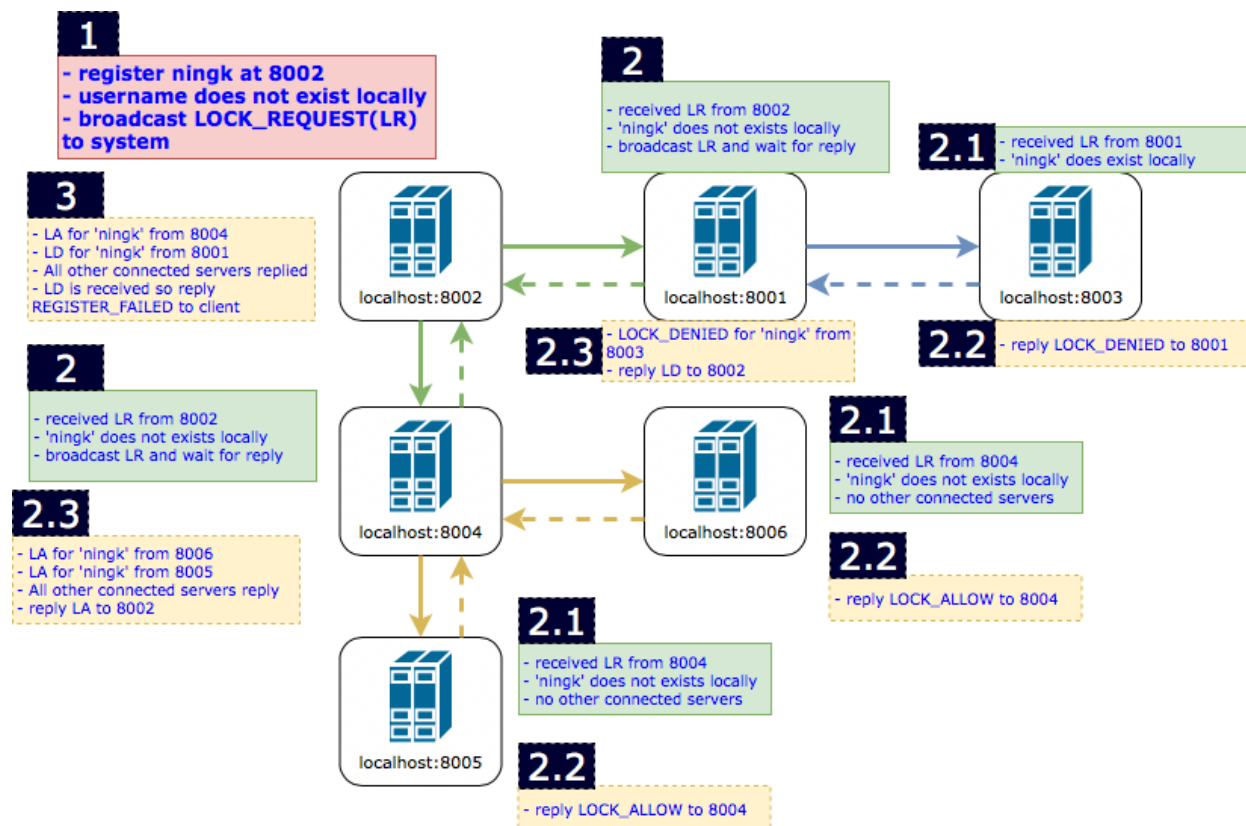 1
- register ningk at 8002
- username does not exist locally
- broadcast LOCK_REQUEST(LR)
to system
2
- received LR from 8002
- 'ningk' does not exists locally
- broadcast LR and wait for reply
2.1
- received LR from 8001
- 'ningk' does exist locally
3
- LA for 'ningk' from 8004
- LD for 'ningk' from 8001
- All other connected servers replied
- LD is received so reply
REGISTER_FAILED to client
localhost:8002
localhost:8001
localhost:8003
2.3
- LOCK_DENIED for 'ningk' from
8003
- reply LD to 8002
2.2
- reply LOCK_DENIED to 8001
2
- received LR from 8002
- 'ningk' does not exists locally
- broadcast LR and wait for reply
2.3
- LA for 'ningk' from 8006
- LA for 'ningk' from 8005
- All other connected servers reply
- reply LA to 8002
localhost:8004
localhost:8006
2.1
- received LR from 8004
- 'ningk' does not exists locally
- no other connected servers
2.2
- reply LOCK_ALLOW to 8004
localhost:8005
2.1
- received LR from 8004
- 'ningk' does not exists locally
- no other connected servers
2.2
- reply LOCK_ALLOW to 8004